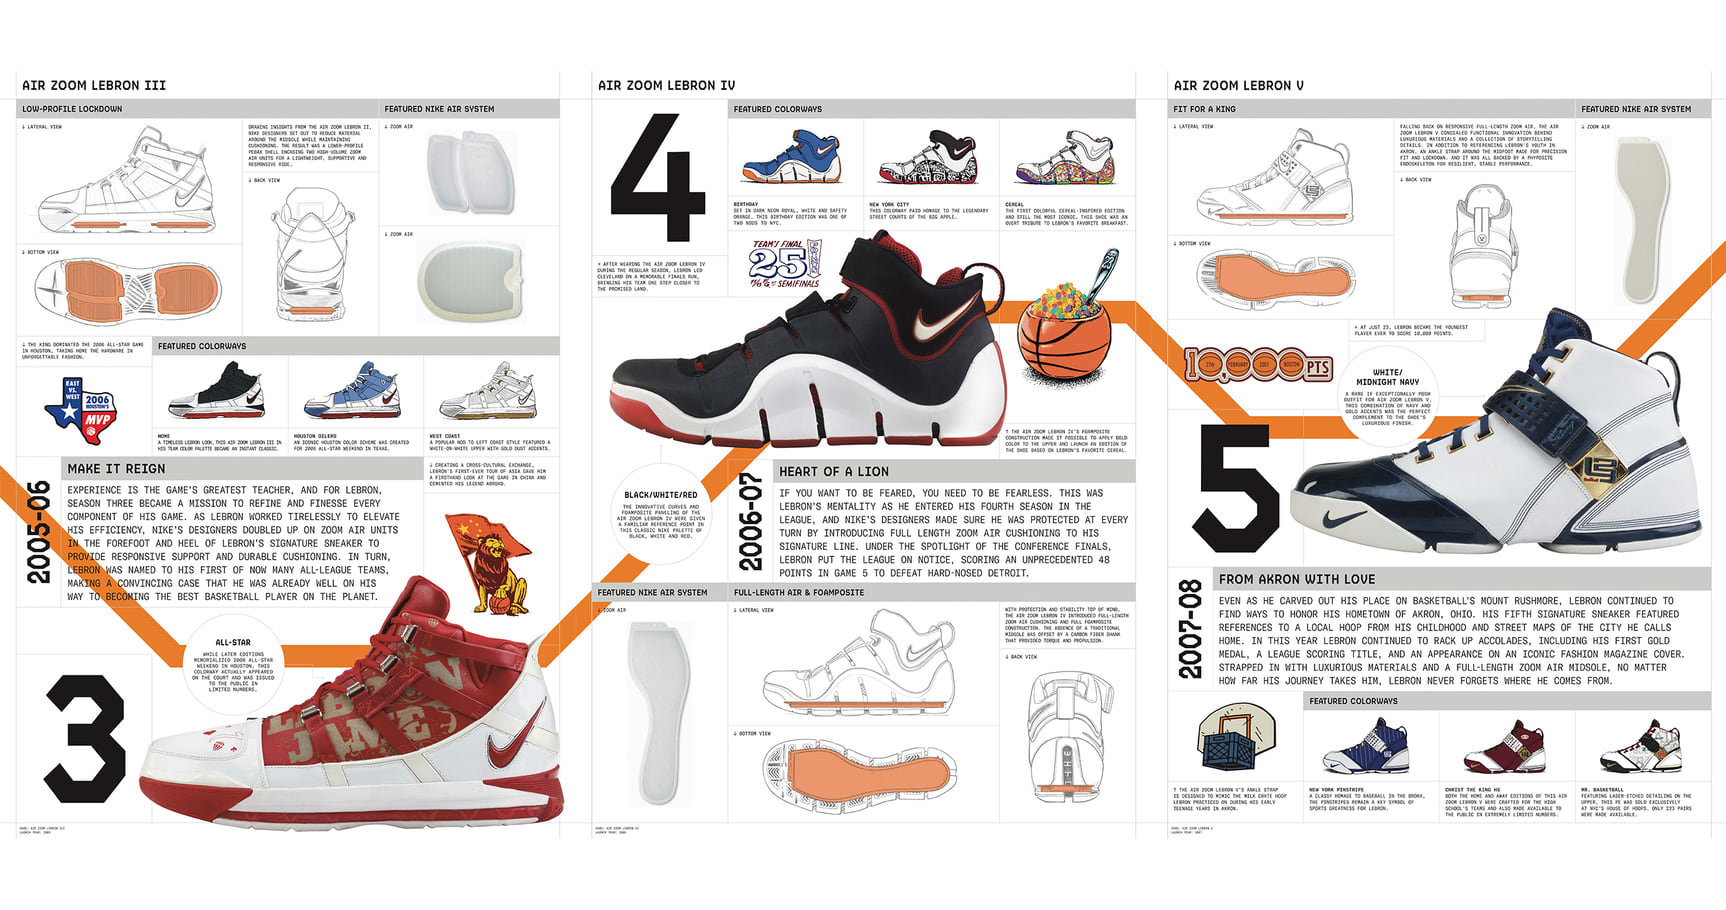 AIR ZOOM LEBRON III
LOW-PROFILE LOCKDOWN
FEATURED NIKE AIR SYSTEM
↓ LATERAL VIEW
DRAWING INSIGHTS FROM THE AIR ZOOM LEBRON II,
NIKE DESIGNERS SET OUT TO REDUCE MATERIAL
AROUND THE MIDSOLE WHILE MAINTAINING
CUSHIONING. THE RESULT WAS A LOWER-PROFILE
PEBAX SHELL ENCASING TWO HIGH-VOLUME ZOOM
AIR UNITS FOR A LIGHTWEIGHT, SUPPORTIVE AND
RESPONSIVE RIDE.
↓ ZOOM AIR
↓ BACK VIEW
↓ ZOOM AIR
↓ BOTTOM VIEW
↓ THE KING DOMINATED THE 2006 ALL-STAR GAME
IN HOUSTON, TAKING HOME THE HARDWARE IN
UNFORGETTABLE FASHION.
EAST
VS.
WEST
2006
HOUSTON'S
MVP
FEATURED COLORWAYS
HOME
A TIMELESS LEBRON LOOK, THIS AIR ZOOM LEBRON III IN
HIS TEAM COLOR PALETTE BECAME AN INSTANT CLASSIC.
HOUSTON OILERS
AN ICONIC HOUSTON COLOR SCHEME WAS CREATED
FOR 2006 ALL-STAR WEEKEND IN TEXAS.
WEST COAST
A POPULAR NOD TO LEFT COAST STYLE FEATURED A
WHITE-ON-WHITE UPPER WITH GOLD DUST ACCENTS.
2005-06
MAKE IT REIGN
EXPERIENCE IS THE GAME'S GREATEST TEACHER, AND FOR LEBRON,
SEASON THREE BECAME A MISSION TO REFINE AND FINESSE EVERY
COMPONENT OF HIS GAME. AS LEBRON WORKED TIRELESSLY TO ELEVATE
HIS EFFICIENCY, NIKE'S DESIGNERS DOUBLED UP ON ZOOM AIR UNITS
IN THE FOREFOOT AND HEEL OF LEBRON'S SIGNATURE SNEAKER TO
PROVIDE RESPONSIVE SUPPORT AND DURABLE CUSHIONING. IN TURN,
LEBRON WAS NAMED TO HIS FIRST OF NOW MANY ALL-LEAGUE TEAMS,
MAKING A CONVINCING CASE THAT HE WAS ALREADY WELL ON HIS
WAY TO BECOMING THE BEST BASKETBALL PLAYER ON THE PLANET.
↓ CREATING A CROSS-CULTURAL EXCHANGE,
LEBRON'S FIRST-EVER TOUR OF ASIA GAVE HIM
A FIRSTHAND LOOK AT THE GAME IN CHINA AND
CEMENTED HIS LEGEND ABROAD.
ALL-STAR
WHILE LATER EDITIONS
MEMORIALIZED 2006 ALL-STAR
WEEKEND IN HOUSTON, THIS
COLORWAY ACTUALLY APPEARED
ON THE COURT AND WAS ISSUED
TO THE PUBLIC IN
LIMITED NUMBERS.
3
SHOE: AIR ZOOM LEBRON III
LAUNCH YEAR: 2005
AIR ZOOM LEBRON IV
4
FEATURED COLORWAYS
BIRTHDAY
SET IN DARK NEON ROYAL, WHITE AND SAFETY
ORANGE, THIS BIRTHDAY EDITION WAS ONE OF
TWO NODS TO NYC.
NEW YORK CITY
THIS COLORWAY PAID HOMAGE TO THE LEGENDARY
STREET COURTS OF THE BIG APPLE.
CEREAL
THE FIRST COLORFUL, CEREAL-INSPIRED EDITION
AND STILL THE MOST ICONIC, THIS SHOE WAS AN
OVERT TRIBUTE TO LEBRON'S FAVORITE BREAKFAST.
→ AFTER WEARING THE AIR ZOOM LEBRON IV
DURING THE REGULAR SEASON, LEBRON LED
CLEVELAND ON A MEMORABLE FINALS RUN,
BRINGING HIS TEAM ONE STEP CLOSER TO
THE PROMISED LAND.
TEAM'S FINAL
25
POINTS
SEMIFINALS
↑ THE AIR ZOOM LEBRON IV'S FOAMPOSITE
CONSTRUCTION MADE IT POSSIBLE TO APPLY BOLD
COLOR TO THE UPPER AND LAUNCH AN EDITION OF
THE SHOE BASED ON LEBRON'S FAVORITE CEREAL.
BLACK/WHITE/RED
THE INNOVATIVE CURVES AND
FOAMPOSITE PANELING OF THE
AIR ZOOM LEBRON IV WERE GIVEN
A FAMILIAR REFERENCE POINT IN
THIS CLASSIC NIKE PALETTE OF
BLACK, WHITE AND RED.
2006-07
HEART OF A LION
IF YOU WANT TO BE FEARED, YOU NEED TO BE FEARLESS. THIS WAS
LEBRON'S MENTALITY AS HE ENTERED HIS FOURTH SEASON IN THE
LEAGUE, AND NIKE'S DESIGNERS MADE SURE HE WAS PROTECTED AT EVERY
TURN BY INTRODUCING FULL LENGTH ZOOM AIR CUSHIONING TO HIS
SIGNATURE LINE. UNDER THE SPOTLIGHT OF THE CONFERENCE FINALS,
LEBRON PUT THE LEAGUE ON NOTICE, SCORING AN UNPRECEDENTED 48
POINTS IN GAME 5 TO DEFEAT HARD-NOSED DETROIT.
FEATURED NIKE AIR SYSTEM
↓ ZOOM AIR
FULL-LENGTH AIR & FOAMPOSITE
↓ LATERAL VIEW
WITH PROTECTION AND STABILITY TOP OF MIND,
THE AIR ZOOM LEBRON IV INTRODUCED FULL-LENGTH
ZOOM AIR CUSHIONING AND FULL FOAMPOSITE
CONSTRUCTION. THE ABSENCE OF A TRADITIONAL
MIDSOLE WAS OFFSET BY A CARBON FIBER SHANK
THAT PROVIDED TORQUE AND PROPULSION.
↓ BACK VIEW
↓ BOTTOM VIEW
SHOE: AIR ZOOM LEBRON IV
LAUNCH YEAR: 2006
AIR ZOOM LEBRON V
FIT FOR A KING
FEATURED NIKE AIR SYSTEM
↓ LATERAL VIEW
FALLING BACK ON RESPONSIVE FULL-LENGTH ZOOM AIR, THE AIR
ZOOM LEBRON V CONCEALED FUNCTIONAL INNOVATION BEHIND
LUXURIOUS MATERIALS AND A COLLECTION OF STORYTELLING
DETAILS. IN ADDITION TO REFERENCING LEBRON'S YOUTH IN
AKRON, AN ANKLE STRAP AROUND THE MIDFOOT MADE FOR PRECISION
FIT AND LOCKDOWN. AND IT WAS ALL BACKED BY A PHYPOSITE
ENDOSKELETON FOR RESILIENT, STABLE PERFORMANCE.
↓ ZOOM AIR
↓ BACK VIEW
↓ BOTTOM VIEW
← AT JUST 23, LEBRON BECAME THE YOUNGEST
PLAYER EVER TO SCORE 10,000 POINTS.
10,000
27th
FEBRUARY
BOSTON
PTS
WHITE/
MIDNIGHT NAVY
A RARE IF EXCEPTIONALLY POSH
OUTFIT FOR AIR ZOOM LEBRON V,
THIS COMBINATION OF NAVY AND
GOLD ACCENTS WAS THE PERFECT
COMPLEMENT TO THE SHOE'S
LUXURIOUS FINISH.
5
2007-08
FROM AKRON WITH LOVE
EVEN AS HE CARVED OUT HIS PLACE ON BASKETBALL'S MOUNT RUSHMORE, LEBRON CONTINUED TO
FIND WAYS TO HONOR HIS HOMETOWN OF AKRON, OHIO. HIS FIFTH SIGNATURE SNEAKER FEATURED
REFERENCES TO A LOCAL HOOP FROM HIS CHILDHOOD AND STREET MAPS OF THE CITY HE CALLS
HOME. IN THIS YEAR LEBRON CONTINUED TO RACK UP ACCOLADES, INCLUDING HIS FIRST GOLD
MEDAL, A LEAGUE SCORING TITLE, AND AN APPEARANCE ON AN ICONIC FASHION MAGAZINE COVER.
STRAPPED IN WITH LUXURIOUS MATERIALS AND A FULL-LENGTH ZOOM AIR MIDSOLE, NO MATTER
HOW FAR HIS JOURNEY TAKES HIM, LEBRON NEVER FORGETS WHERE HE COMES FROM.
FEATURED COLORWAYS
↑ THE AIR ZOOM LEBRON V'S ANKLE STRAP
IS DESIGNED TO MIMIC THE MILK CRATE HOOP
LEBRON PRACTICED ON DURING HIS EARLY
TEENAGE YEARS IN AKRON.
NEW YORK PINSTRIPES
A CLASSY HOMAGE TO BASEBALL IN THE BRONX,
THE PINSTRIPES REMAIN A KEY SYMBOL OF
SPORTS GREATNESS FOR LEBRON.
CHRIST THE KING HS
BOTH THE HOME AND AWAY EDITIONS OF THIS AIR
ZOOM LEBRON V WERE CRAFTED FOR THE HIGH
SCHOOL'S TEAMS AND ALSO MADE AVAILABLE TO
THE PUBLIC IN EXTREMELY LIMITED NUMBERS.
MR. BASKETBALL
FEATURING LASER-ETCHED DETAILING ON THE
UPPER, THIS PE WAS SOLD EXCLUSIVELY
AT NYC'S HOUSE OF HOOPS. ONLY 223 PAIRS
WERE MADE AVAILABLE.
SHOE: AIR ZOOM LEBRON V
LAUNCH YEAR: 2007